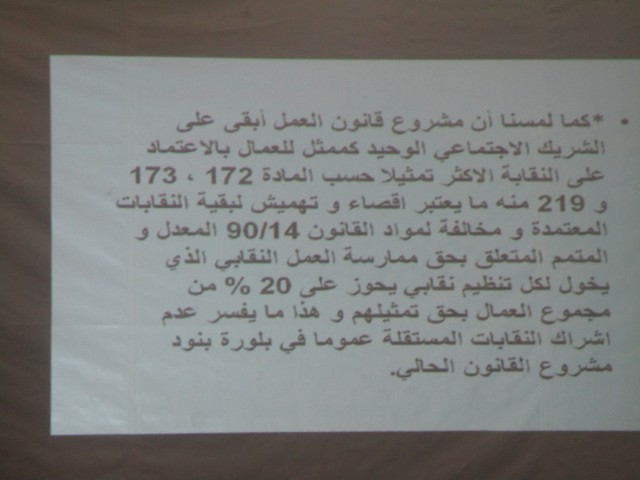 • *كما لمسنا أن مشروع قانون العمل أبقى على
الشريك الاجتماعي الوحيد كممثل للعمال بالاعتماد
على النقابة الاكثر تمثيلا حسب المادة 172 ، 173
و 219 منه ما يعتبر اقصاء و تهميش لبقية النقابات
المعتمدة و مخالفة لمواد القانون 90/14 المعدل و
المتمم المتعلق بحق ممارسة العمل النقابي الذي
يخول لكل تنظيم نقابي يحوز على 20 % من
مجموع العمال بحق تمثيلهم و هذا ما يفسر عدم
اشراك النقابات المستقلة عموما في بلورة بنود
مشروع القانون الحالي.